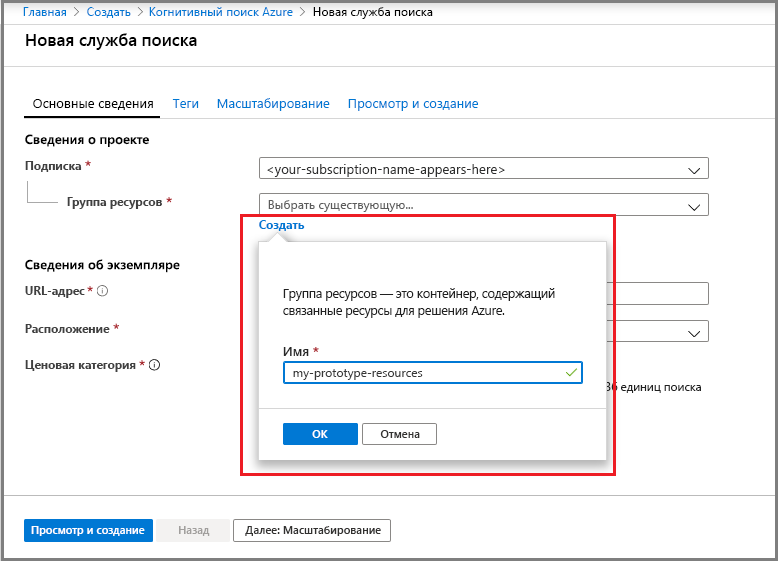 Главная > Создать > Когнитивный поиск Azure > Новая служба поиска
Новая служба поиска
Основные сведения Теги Масштабирование Просмотр и создание
Сведения о проекте
Подписка *
<your-subscription-name-appears-here>
Группа ресурсов *
Выбрать существующую...
Создать
Сведения об экземпляре
URL-адрес *
Группа ресурсов — это контейнер, содержащий
связанные ресурсы для решения Azure.
Расположение *
Имя *
Ценовая категория *
my-prototype-resources
единиц поиска
ОК Отмена
Просмотр и создание Назад Далее: Масштабирование